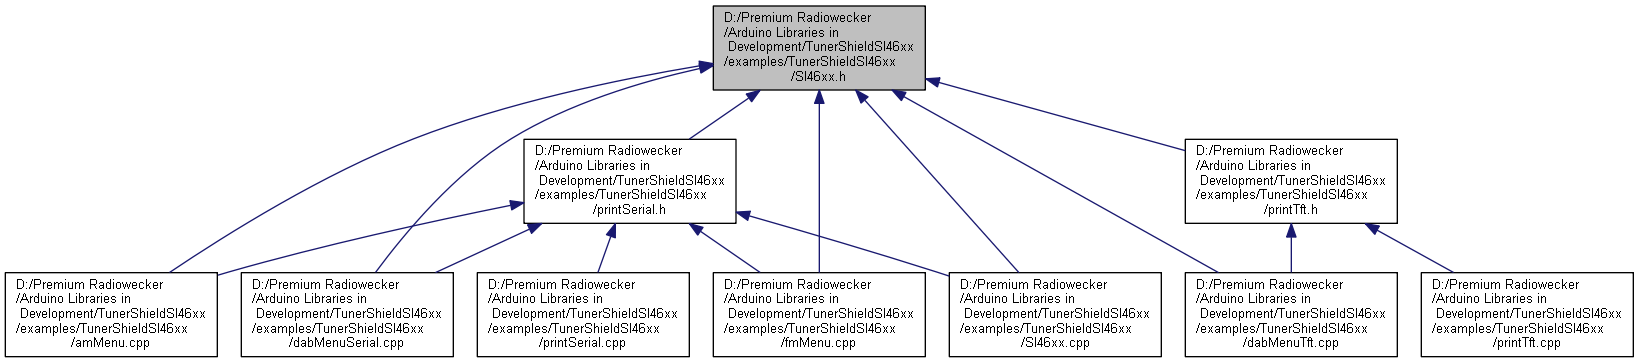 D:/Premium Radiowecker
/Arduino Libraries in
Development/TunerShieldSI46xx
/examples/TunerShieldSI46xx
/SI46xx.h
D:/Premium Radiowecker
/Arduino Libraries in
Development/TunerShieldSI46xx
/examples/TunerShieldSI46xx
/printSerial.h
D:/Premium Radiowecker
/Arduino Libraries in
Development/TunerShieldSI46xx
/examples/TunerShieldSI46xx
/printTft.h
D:/Premium Radiowecker
/Arduino Libraries in
Development/TunerShieldSI46xx
/examples/TunerShieldSI46xx
/amMenu.cpp
D:/Premium Radiowecker
/Arduino Libraries in
Development/TunerShieldSI46xx
/examples/TunerShieldSI46xx
/dabMenuSerial.cpp
D:/Premium Radiowecker
/Arduino Libraries in
Development/TunerShieldSI46xx
/examples/TunerShieldSI46xx
/printSerial.cpp
D:/Premium Radiowecker
/Arduino Libraries in
Development/TunerShieldSI46xx
/examples/TunerShieldSI46xx
/fmMenu.cpp
D:/Premium Radiowecker
/Arduino Libraries in
Development/TunerShieldSI46xx
/examples/TunerShieldSI46xx
/SI46xx.cpp
D:/Premium Radiowecker
/Arduino Libraries in
Development/TunerShieldSI46xx
/examples/TunerShieldSI46xx
/dabMenuTft.cpp
D:/Premium Radiowecker
/Arduino Libraries in
Development/TunerShieldSI46xx
/examples/TunerShieldSI46xx
/printTft.cpp